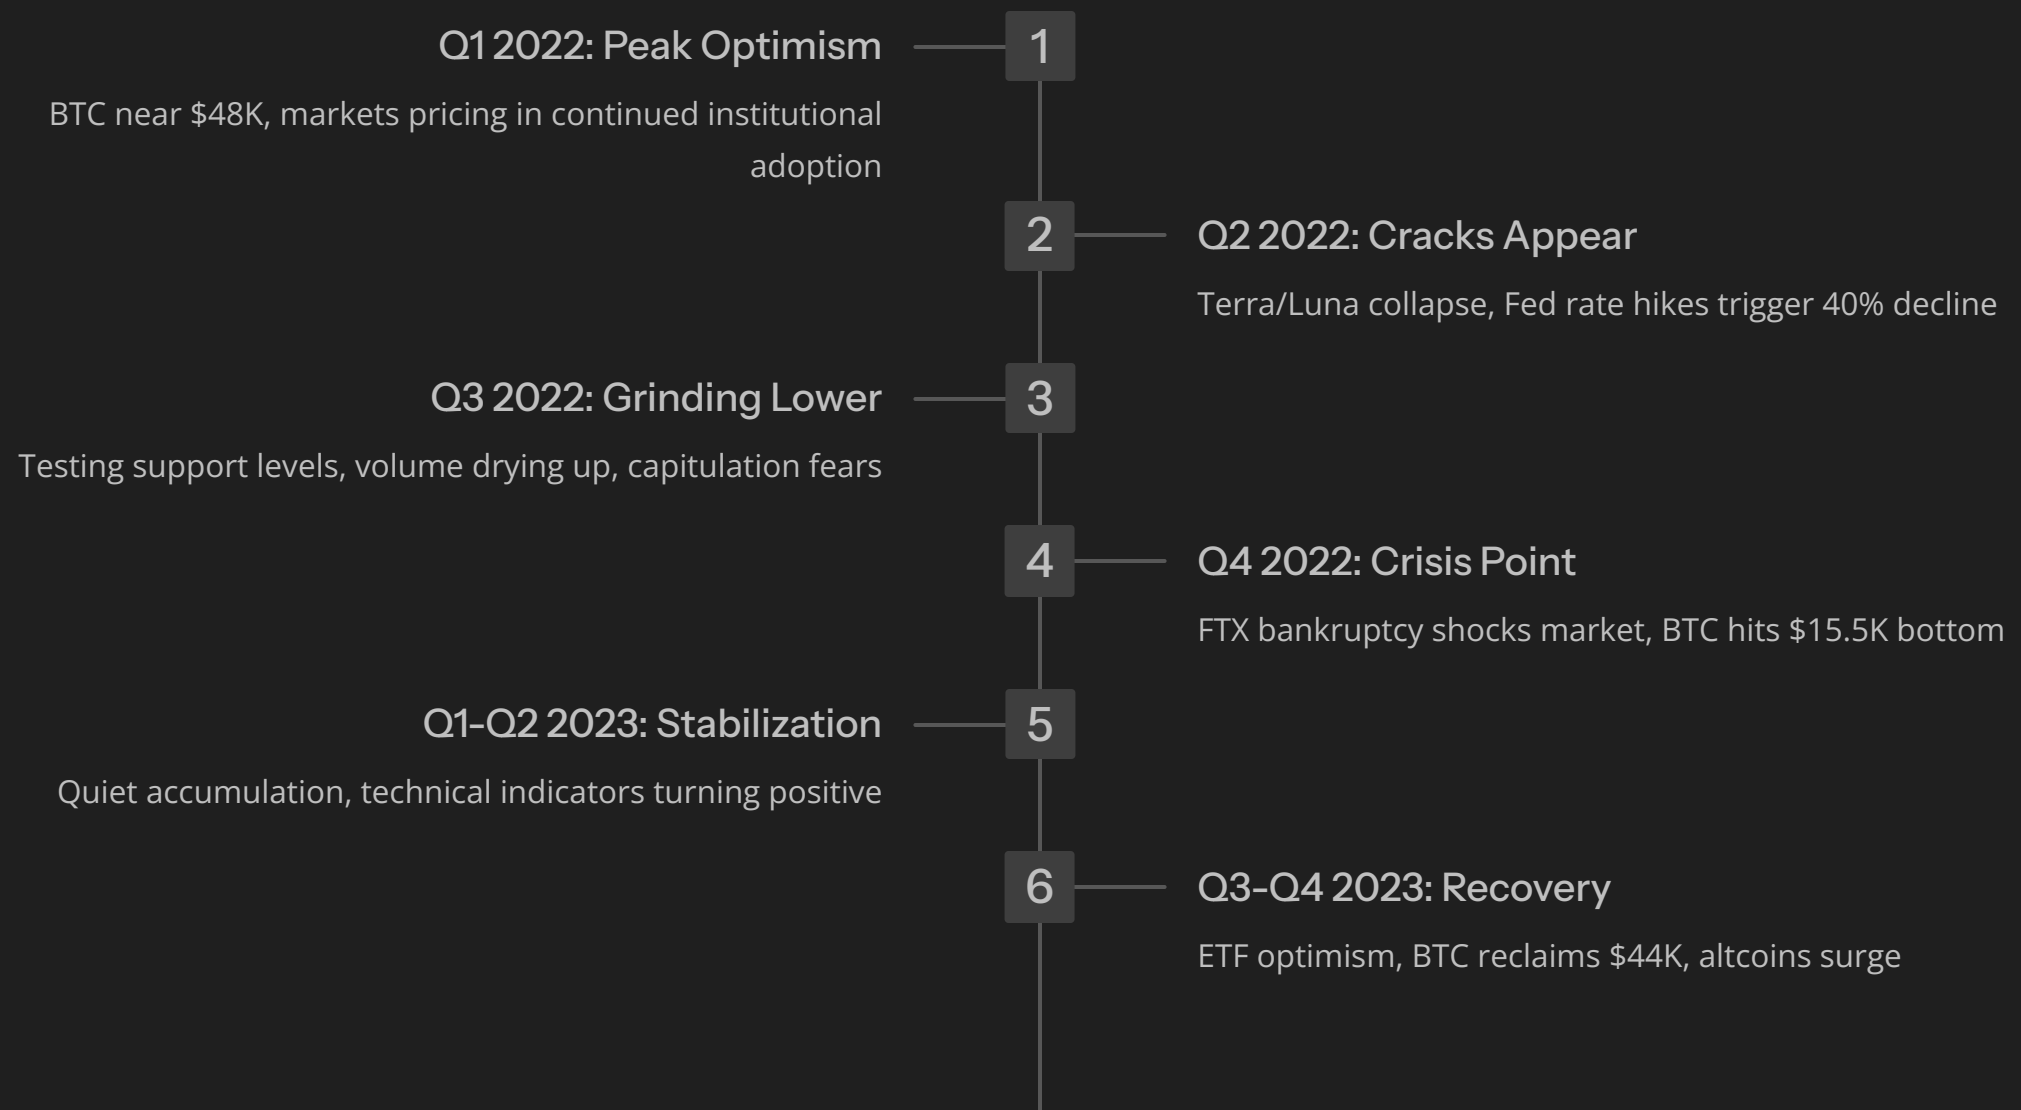 Q1 2022: Peak Optimism
1
BTC near $48K, markets pricing in continued institutional
adoption
2
Q2 2022: Cracks Appear
Terra/Luna collapse, Fed rate hikes trigger 40% decline
Q3 2022: Grinding Lower
3
Testing support levels, volume drying up, capitulation fears
4
Q4 2022: Crisis Point
FTX bankruptcy shocks market, BTC hits $15.5K bottom
Q1–Q2 2023: Stabilization
5
Quiet accumulation, technical indicators turning positive
6
Q3–Q4 2023: Recovery
ETF optimism, BTC reclaims $44K, altcoins surge